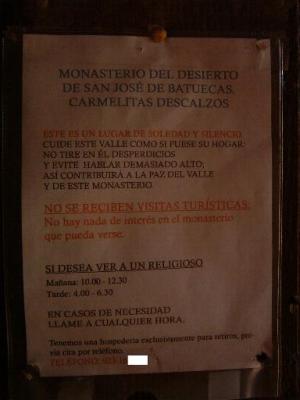 MONASTERIO DEL DESIERTO
DE SAN JOSÉ DE BATUECAS.
CARMELITAS DESCALZOS
ESTE ES UN LUGAR DE SOLEDAD Y SILENCIO.
CUIDE ESTE VALLE COMO SI FUESE SU HOGAR:
NO TIRE EN ÉL DESPERDICIOS
Y EVITE HABLAR DEMASIADO ALTO;
ASÍ CONTRIBUIRÁ A LA PAZ DEL VALLE
Y DE ESTE MONASTERIO.
NO SE RECIBEN VISITAS TURÍSTICAS:
No hay nada de interés en el monasterio
que pueda verse.
SI DESEA VER A UN RELIGIOSO
Mañana: 10.00 - 12.30
Tarde: 4.00 - 6.30
EN CASOS DE NECESIDAD
LLAME A CUALQUIER HORA.
Tenemos una hospedería exclusivamente para retiros, pre-
via cita por teléfono.
TELÉFONO: 923